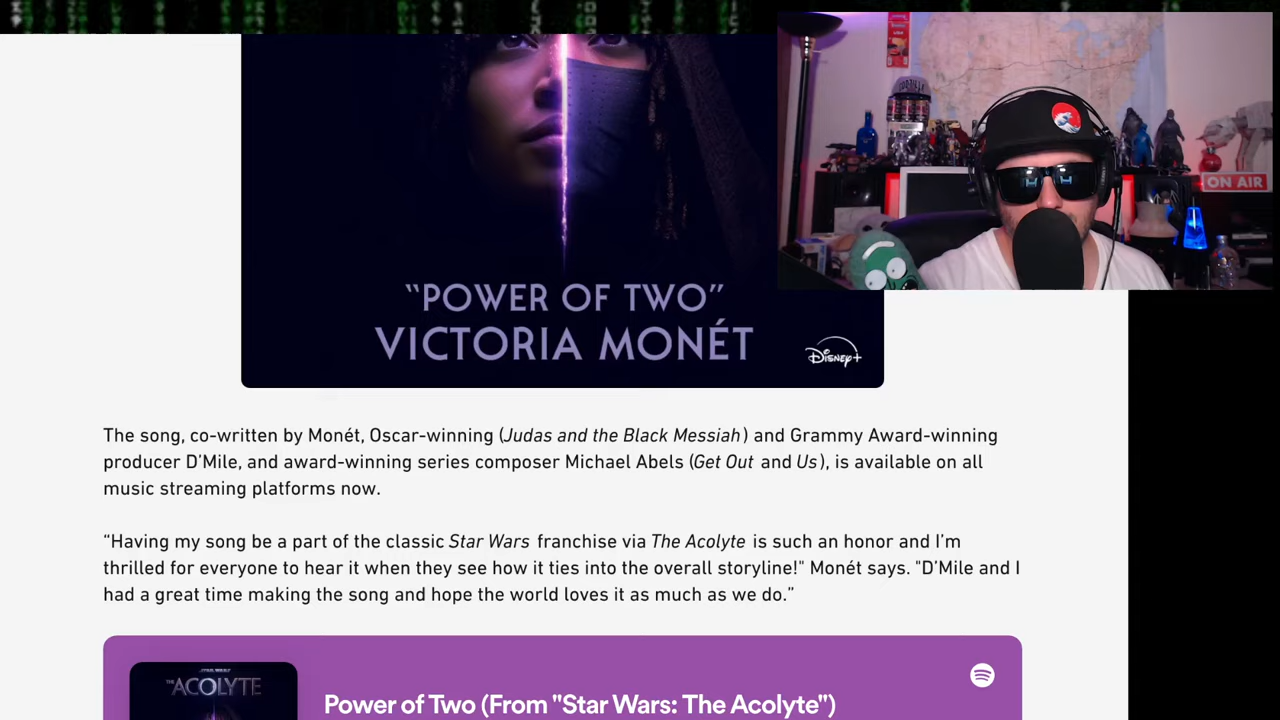 ON AIR
"POWER OF TWO"
VICTORIA MONÉT
Disney+
The song, co-written by Monét, Oscar-winning (Judas and the Black Messiah) and Grammy Award-winning
producer D’Mile, and award-winning series composer Michael Abels (Get Out and Us), is available on all
music streaming platforms now.
“Having my song be a part of the classic Star Wars franchise via The Acolyte is such an honor and I’m
thrilled for everyone to hear it when they see how it ties into the overall storyline!" Monét says. "D’Mile and I
had a great time making the song and hope the world loves it as much as we do.”
STAR WARS
THE ACOLYTE
Power of Two (From "Star Wars: The Acolyte")